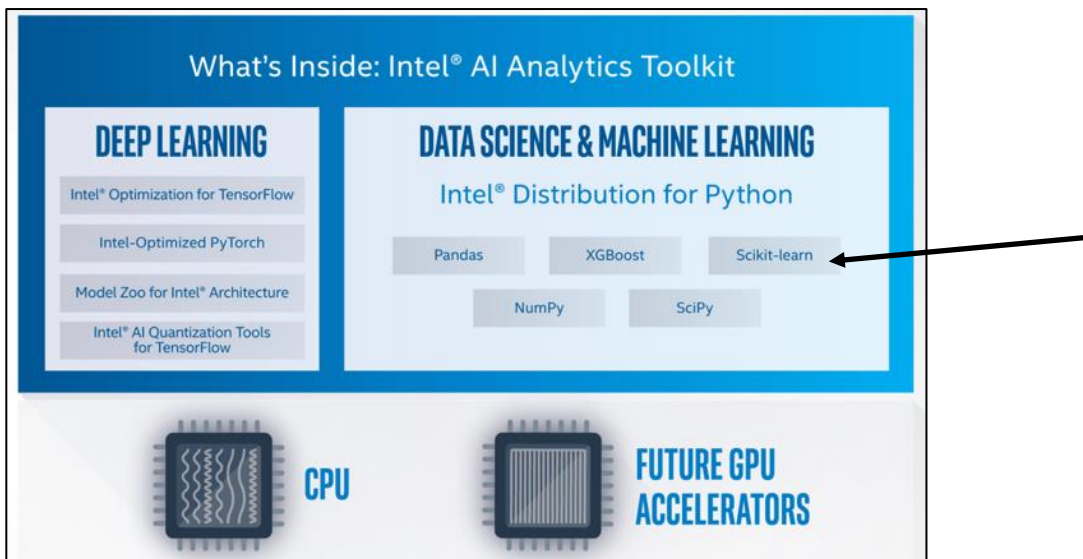 What's Inside: Intel® AI Analytics Toolkit
DEEP LEARNING
Intel® Optimization for TensorFlow
Intel-Optimized PyTorch
Model Zoo for Intel® Architecture
Intel® AI Quantization Tools
for TensorFlow
DATA SCIENCE & MACHINE LEARNING
Intel® Distribution for Python
Pandas
XGBoost
Scikit-learn
NumPy
SciPy
CPU
FUTURE GPU
ACCELERATORS